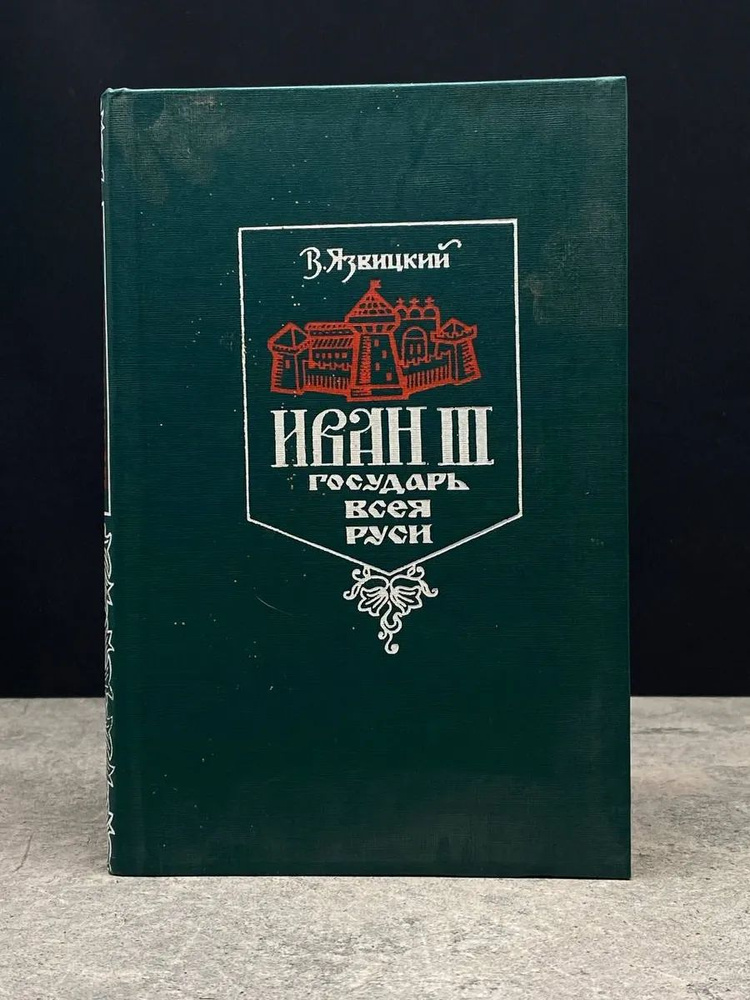 В. Язвицкий
ИВАН III
ГОСУДАРЬ
ВСЕЯ
РУСИ